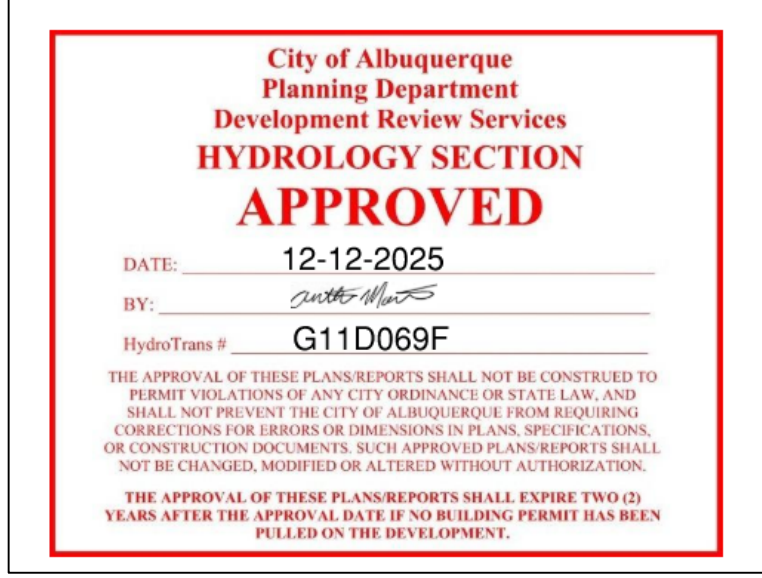 City of Albuquerque
Planning Department
Development Review Services
HYDROLOGY SECTION
APPROVED
DATE: 12-12-2025
BY:
HydroTrans # G11D069F
THE APPROVAL OF THESE PLANS/REPORTS SHALL NOT BE CONSTRUED TO
PERMIT VIOLATIONS OF ANY CITY ORDINANCE OR STATE LAW, AND
SHALL NOT PREVENT THE CITY OF ALBUQUERQUE FROM REQUIRING
CORRECTIONS FOR ERRORS OR DIMENSIONS IN PLANS, SPECIFICATIONS,
OR CONSTRUCTION DOCUMENTS. SUCH APPROVED PLANS/REPORTS SHALL
NOT BE CHANGED, MODIFIED OR ALTERED WITHOUT AUTHORIZATION.
THE APPROVAL OF THESE PLANS/REPORTS SHALL EXPIRE TWO (2)
YEARS AFTER THE APPROVAL DATE IF NO BUILDING PERMIT HAS BEEN
PULLED ON THE DEVELOPMENT.